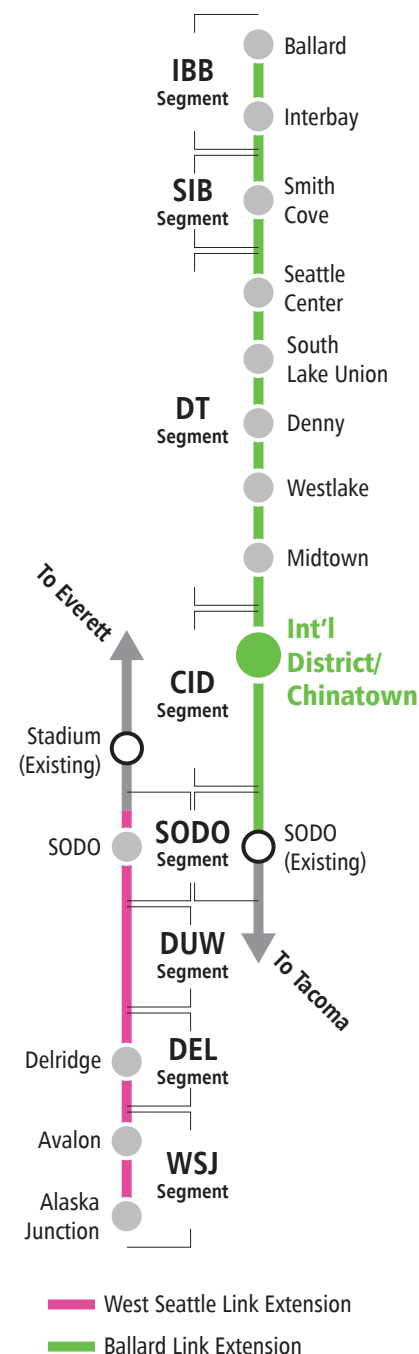 Ballard
IBB
Segment
Interbay
SIB
Segment
Smith
Cove
Seattle
Center
South
Lake Union
DT
Segment
Denny
Westlake
Midtown
To Everett
Int'l
District/
Chinatown
CID
Segment
Stadium
(Existing)
SODO
SODO
Segment
SODO
(Existing)
DUW
Segment
To Tacoma
Delridge
DEL
Segment
Avalon
WSJ
Segment
Alaska
Junction
West Seattle Link Extension
Ballard Link Extension